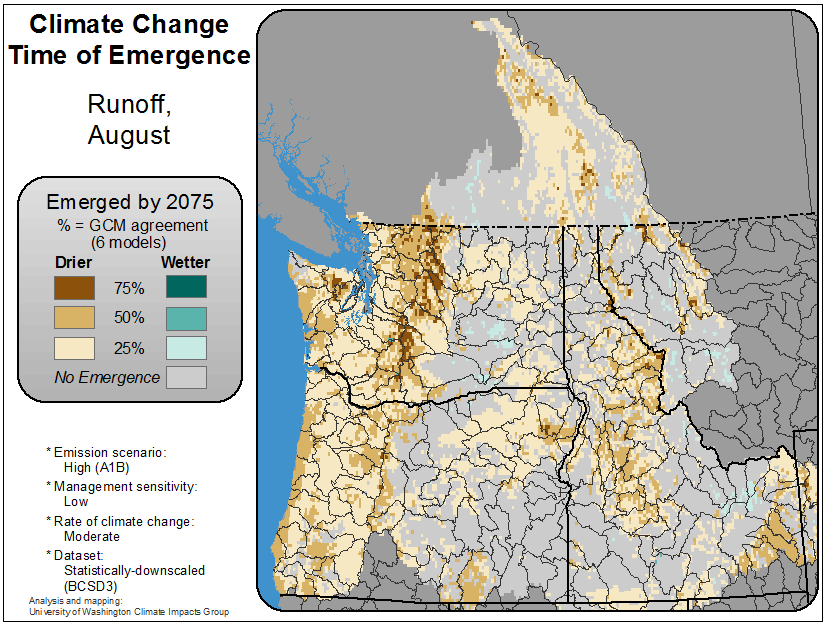 Climate Change
Time of Emergence
Runoff,
August
Emerged by 2075
% = GCM agreement
(6 models)
Drier Wetter
75%
50%
25%
No Emergence
* Emission scenario:
High (A1B)
* Management sensitivity:
Low
* Rate of climate change:
Moderate
* Dataset:
Statistically-downscaled
(BCSD3)
Analysis and mapping:
University of Washington Climate Impacts Group